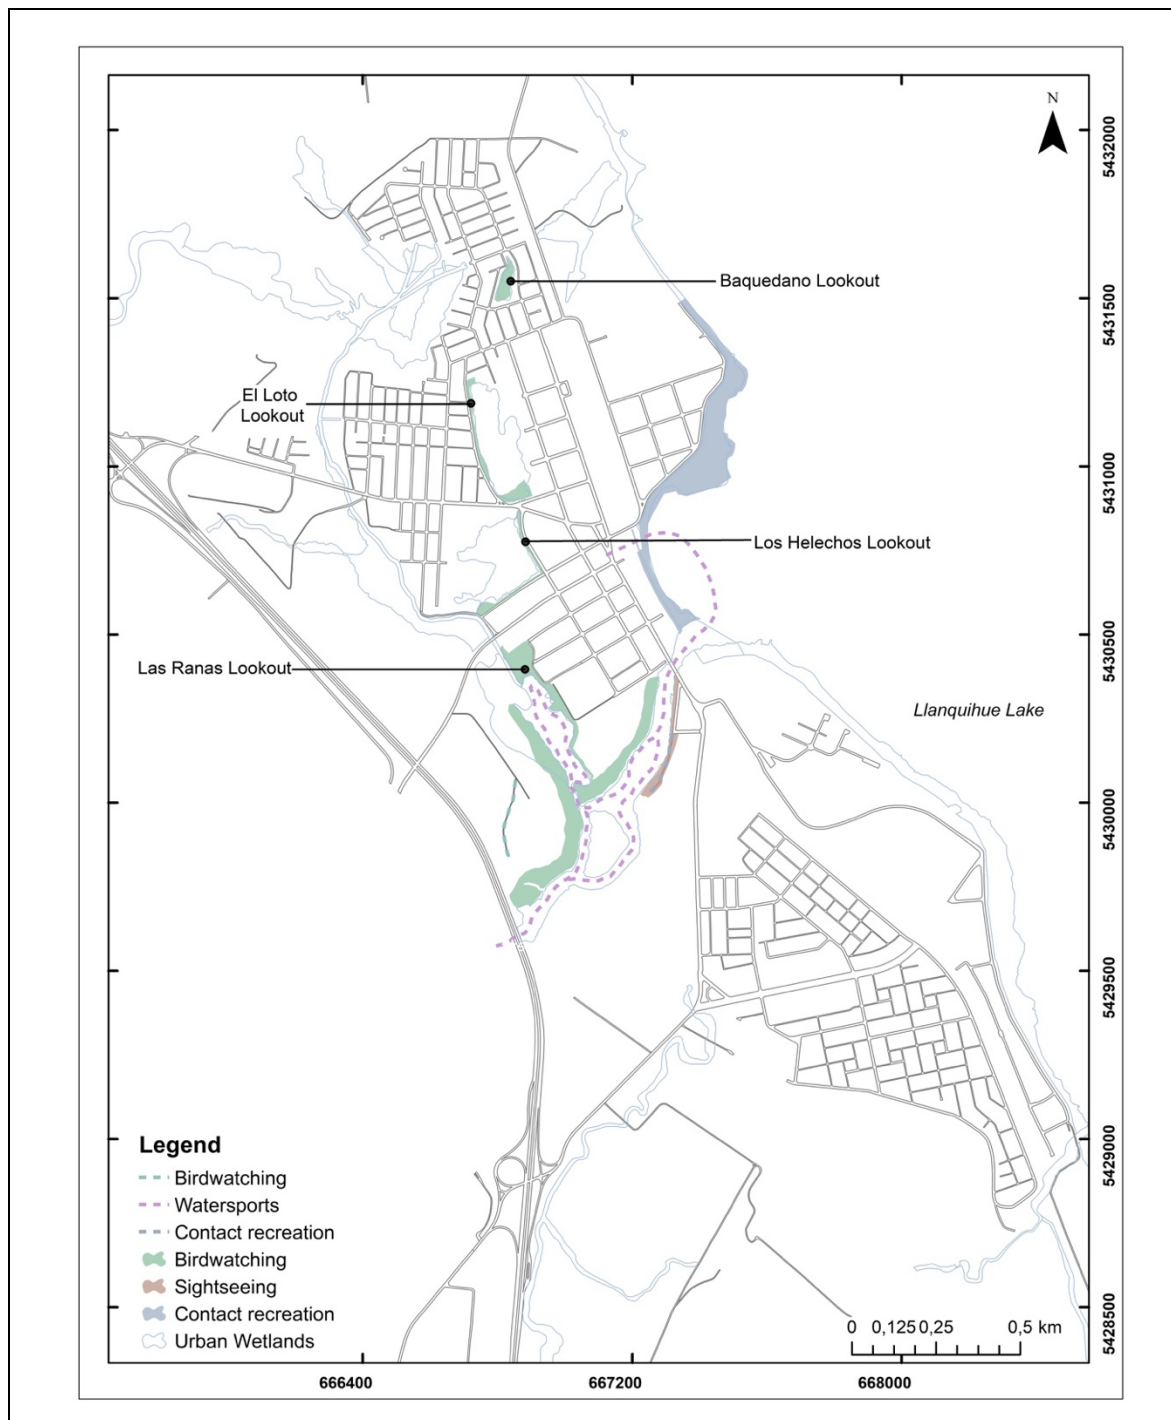 N
5432000
Baquedano Lookout
5431500
El Loto
Lookout
5431000
Los Helechos Lookout
5430500
Las Ranas Lookout
Llanquihue Lake
5430000
5429500
5429000
Legend
Birdwatching
Watersports
Contact recreation
Birdwatching
Sightseeing
Contact recreation
Urban Wetlands
5428500
0 0,125 0,25 0,5 km
666400 667200 668000